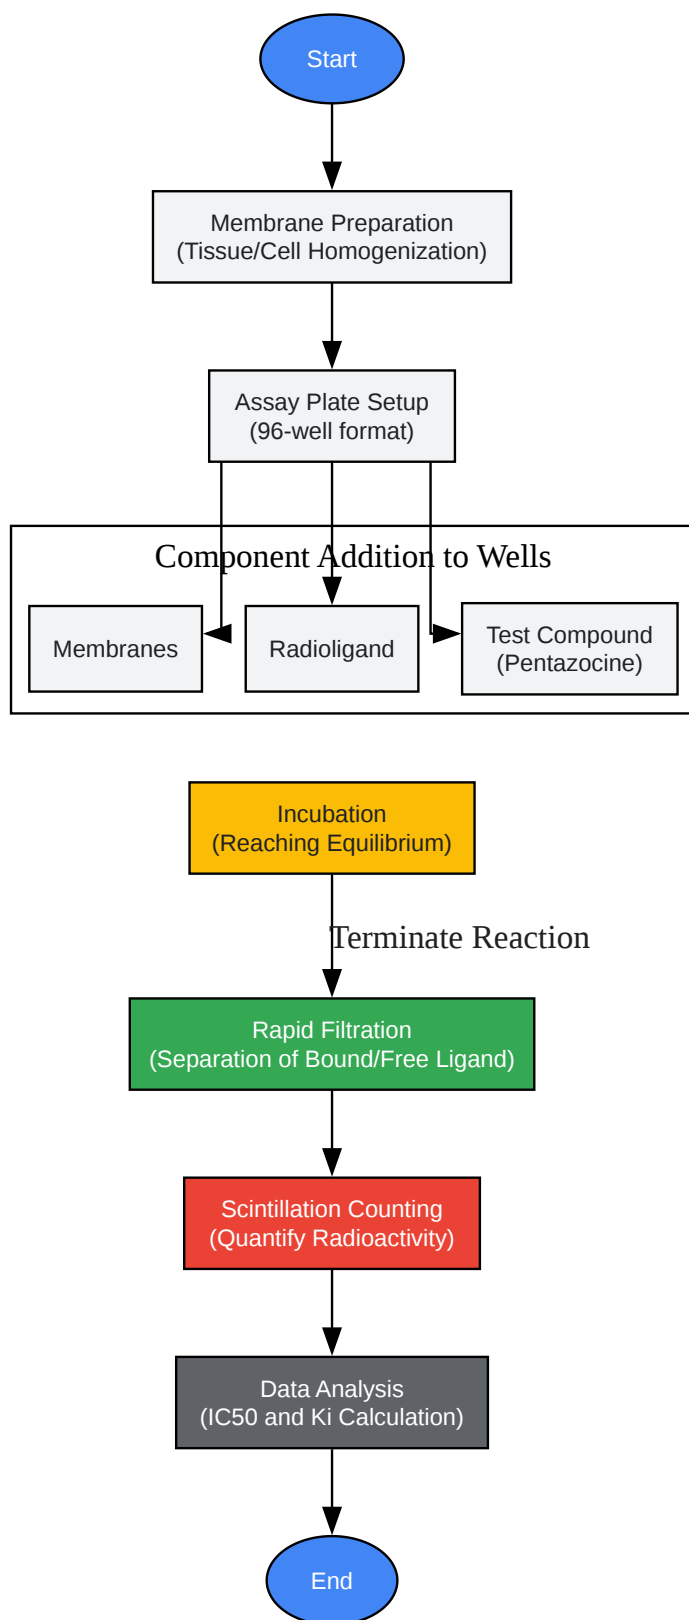 Start
Membrane Preparation
(Tissue/Cell Homogenization)
Assay Plate Setup
(96-well format)
Component Addition to Wells
Membranes
Radioligand
Test Compound
(Pentazocine)
Incubation
(Reaching Equilibrium)
Terminate Reaction
Rapid Filtration
(Separation of Bound/Free Ligand)
Scintillation Counting
(Quantify Radioactivity)
Data Analysis
(IC50 and Ki Calculation)
End